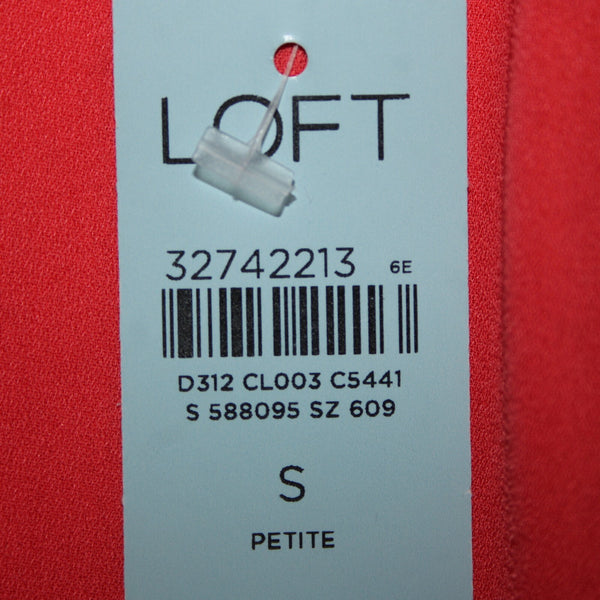 LOFT
32742213 6E
D312 CL003 C5441
S 588095 SZ 609
S
PETITE